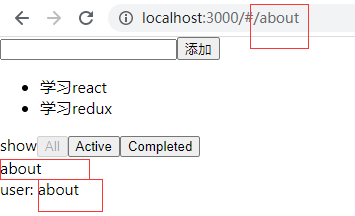 localhost:3000/#/about
添加
学习react
学习redux
show All Active Completed
about
user: about